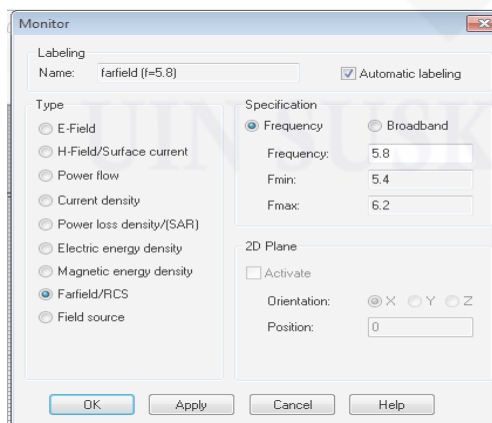 Monitor
Labeling
Name: farfield (f=5.8)
Automatic labeling
Type
E-Field
H-Field/Surface current
Power flow
Current density
Power loss density/(SAR)
Electric energy density
Magnetic energy density
Farfield/RCS
Field source
Specification
Frequency Broadband
Frequency: 5.8
Fmin: 5.4
Fmax: 6.2
2D Plane
Activate
Orientation: X Y Z
Position: 0
OK Apply Cancel Help
UIN SUSK